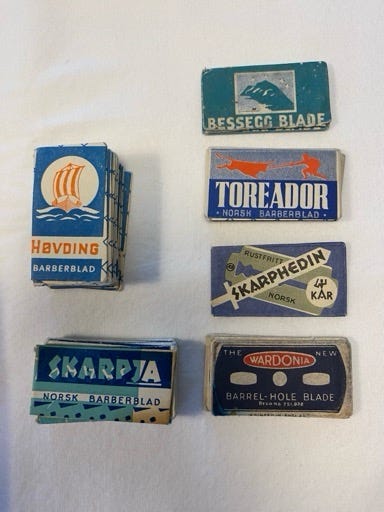 BESSEGG BLADE
TOREADOR
• NORSK BARBERBLAD •
HØVDING
BARBERBLAD
RUSTFRITT
SKARPHEDIN
NORSK
KAR
SKARPJA
NORSK BARBERBLAD
THE WARDONIA NEW
BARREL-HOLE BLADE